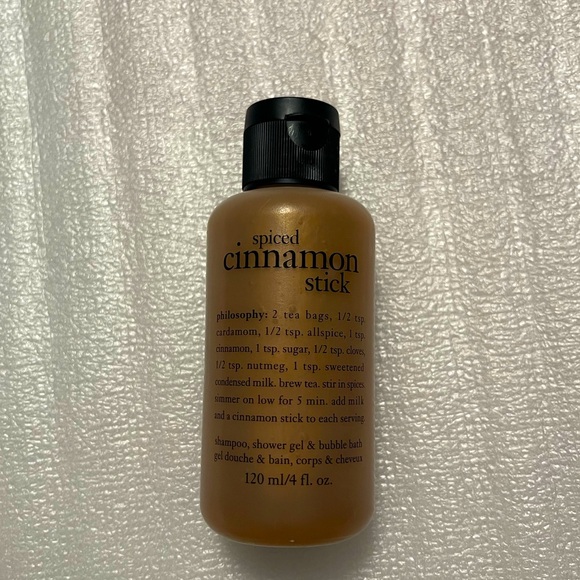 spiced
cinnamon
stick
philosophy: 2 tea bags, 1/2 tsp.
cardamom, 1/2 tsp. allspice, 1 tsp.
cinnamon, 1 tsp. sugar, 1/2 tsp. cloves,
1/2 tsp. nutmeg, 1 tsp. sweetened
condensed milk. brew tea. stir in spices.
simmer on low for 5 min. add milk
and a cinnamon stick to each serving.
shampoo, shower gel & bubble bath
gel douche & bain, corps & cheveux
120 ml/4 fl. oz.